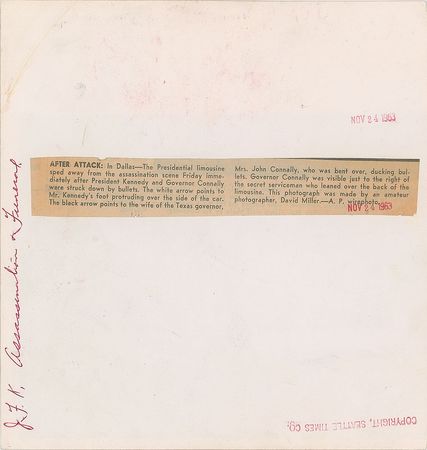 NOV 24 1963
AFTER ATTACK: In Dallas—The Presidential limousine
sped away from the assassination scene Friday imme-
diately after President Kennedy and Governor Connally
were struck down by bullets. The white arrow points to
Mr. Kennedy's foot protruding over the side of the car.
The black arrow points to the wife of the Texas governor,
Mrs. John Connally, who was bent over, ducking bul-
lets. Governor Connally was visible just to the right of
the secret serviceman who leaned over the back of the
limousine. This photograph was made by an amateur
photographer, David Miller.—A. P. wirephoto.
NOV 24 1963
J.F.K. Assassination & Funeral
COPYRIGHT, SEATTLE TIMES CO.